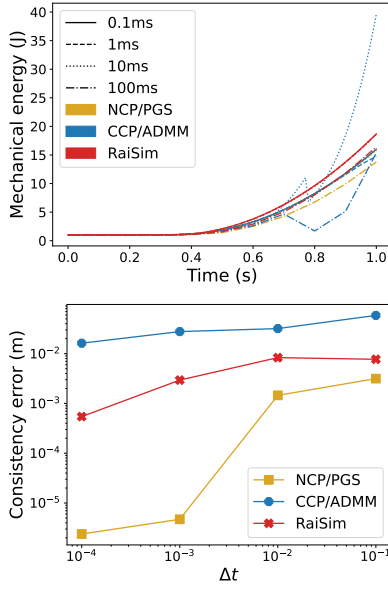 Mechanical energy (J)
40
35
30
25
20
15
10
5
0
0.1ms
1ms
10ms
100ms
NCP/PGS
CCP/ADMM
RaiSim
0.0 0.2 0.4 0.6 0.8 1.0
Time (s)
Consistency error (m)
10⁻²
10⁻³
10⁻⁴
10⁻⁵
NCP/PGS
CCP/ADMM
RaiSim
10⁻⁴ 10⁻³ 10⁻² 10⁻¹
Δt